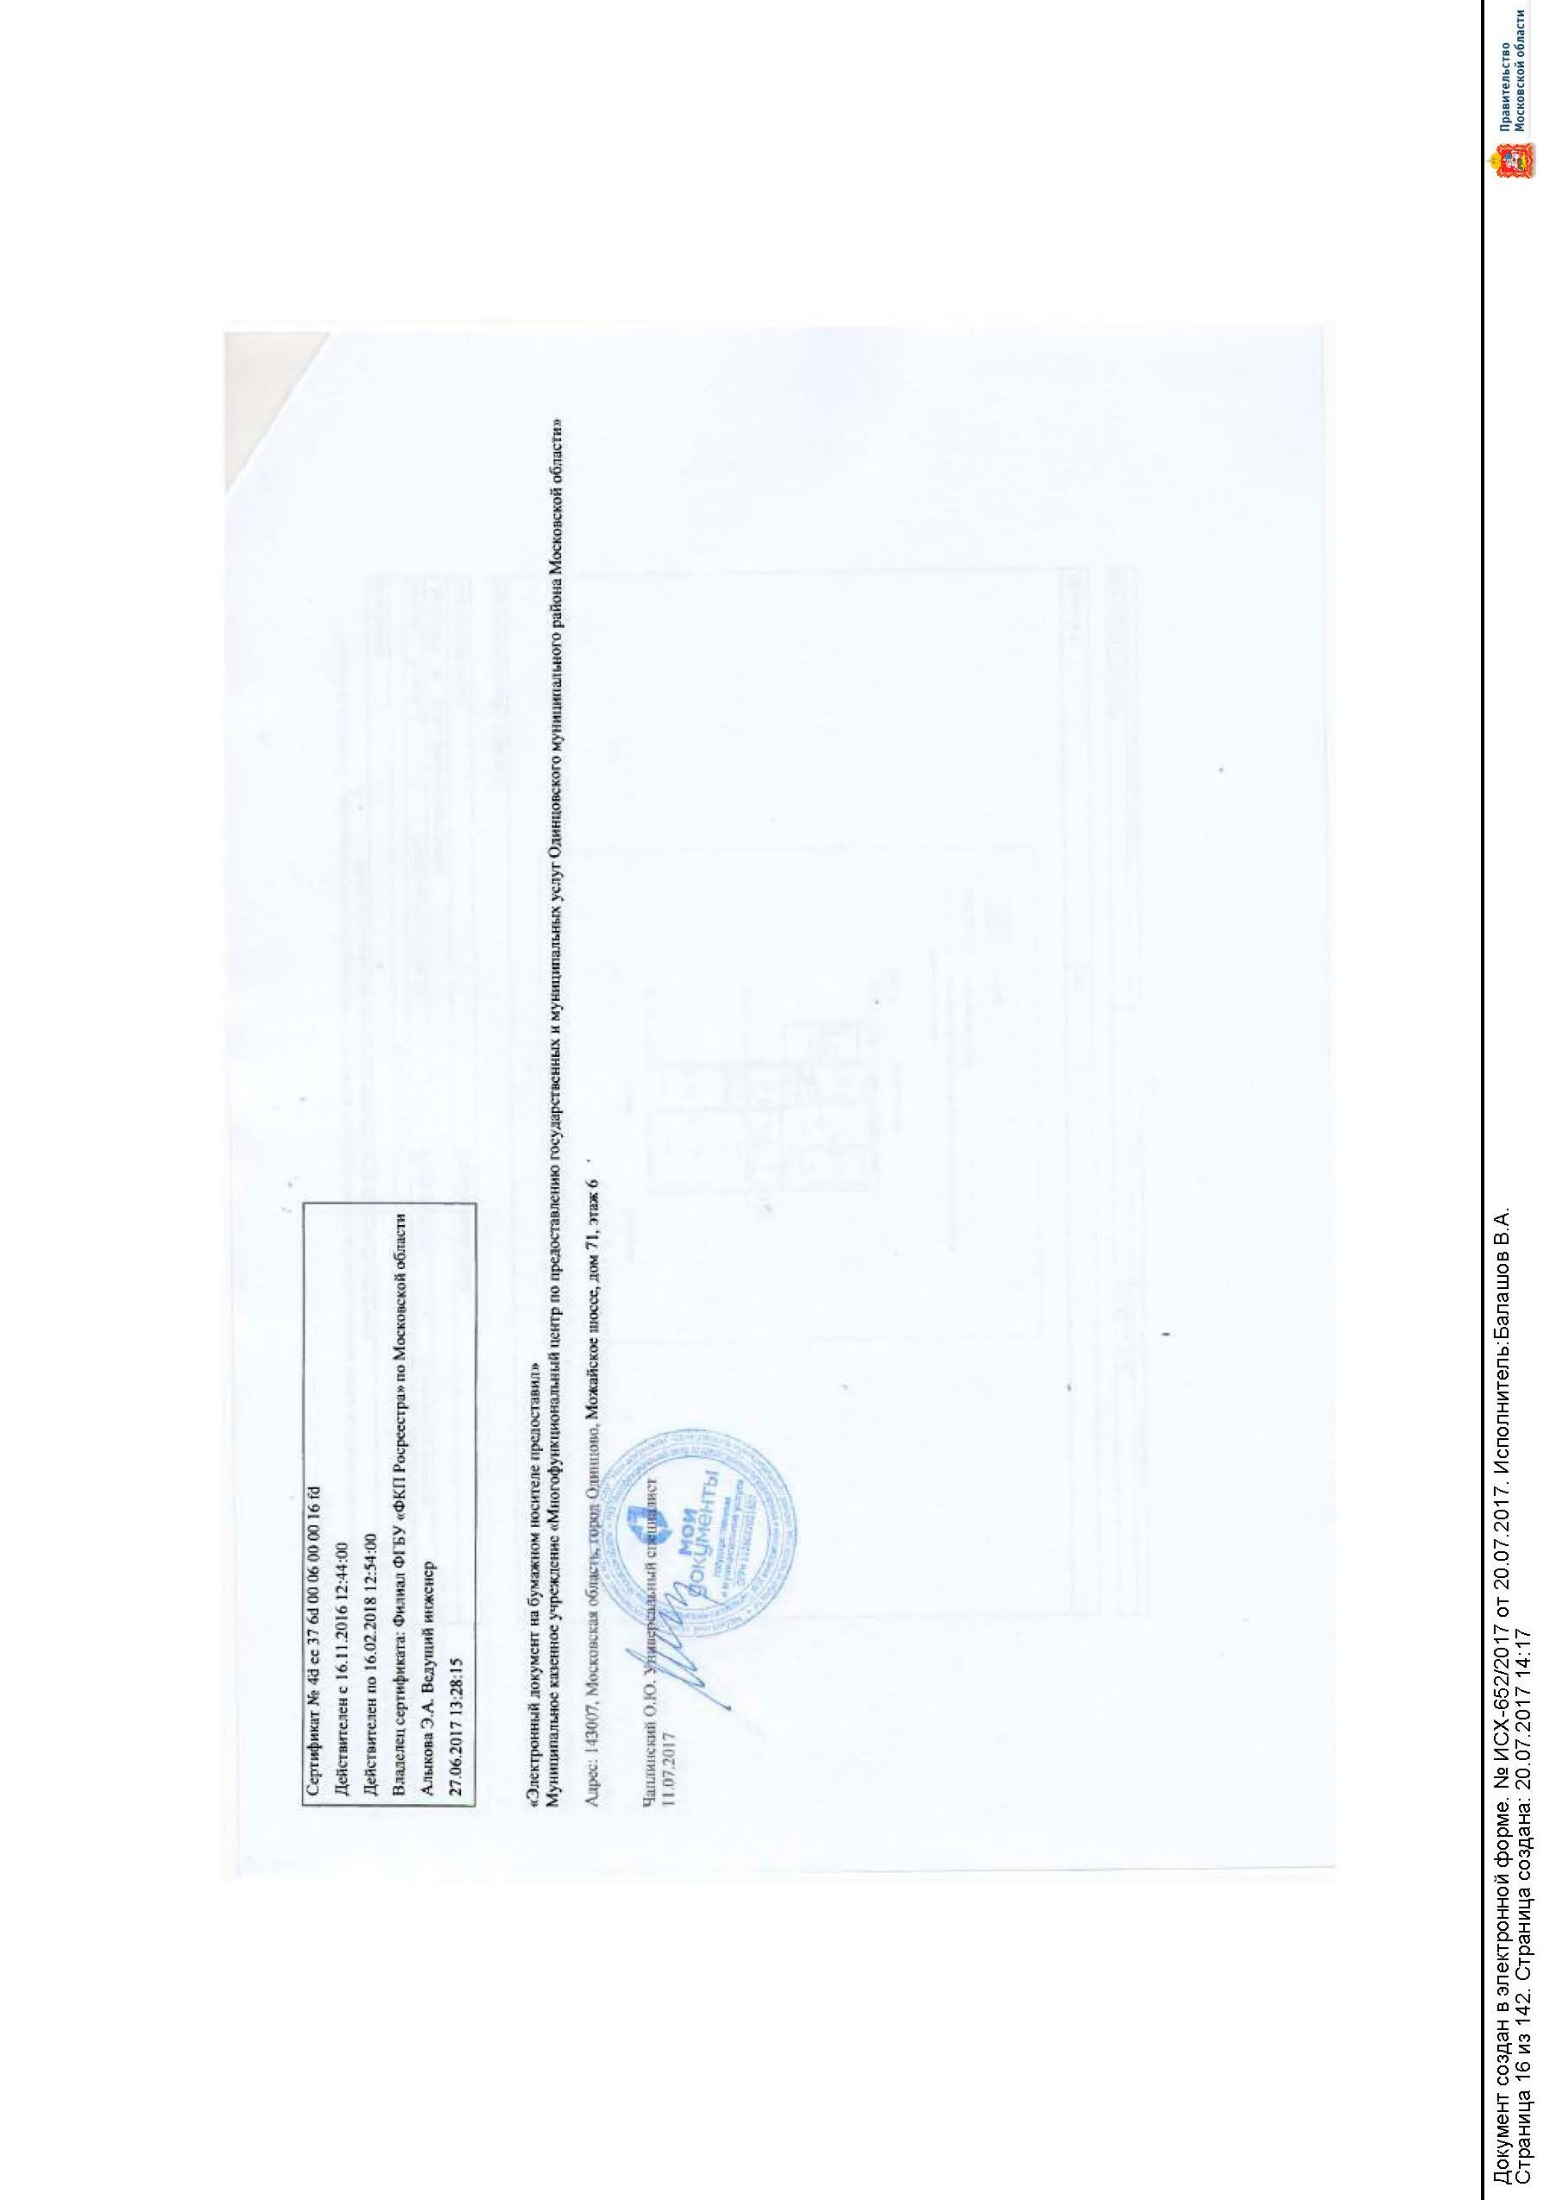 Сертификат № 4d ee 37 6d 00 06 00 00 16 fd
Действителен с 16.11.2016 12:44:00
Действителен по 16.02.2018 12:54:00
Владелец сертификата: Филиал ФГБУ «ФКП Росреестра» по Московской области
Алыкова Э.А. Ведущий инженер
27.06.2017 13:28:15
«Электронный документ на бумажном носителе предоставил»
Муниципальное казенное учреждение «Многофункциональный центр по предоставлению государственных и муниципальных услуг Одинцовского муниципального района Московской области»
Адрес: 143007, Московская область, город Одинцово, Можайское шоссе, дом 71, этаж 6
Чаплинский О.Ю. Универсальный специалист
11.07.2017
мои
документы
государственные
и муниципальные услуги
Документ создан в электронной форме. № ИСХ-652/2017 от 20.07.2017. Исполнитель:Балашов В.А.
Страница 16 из 142. Страница создана: 20.07.2017 14:17
Правительство
Московской области